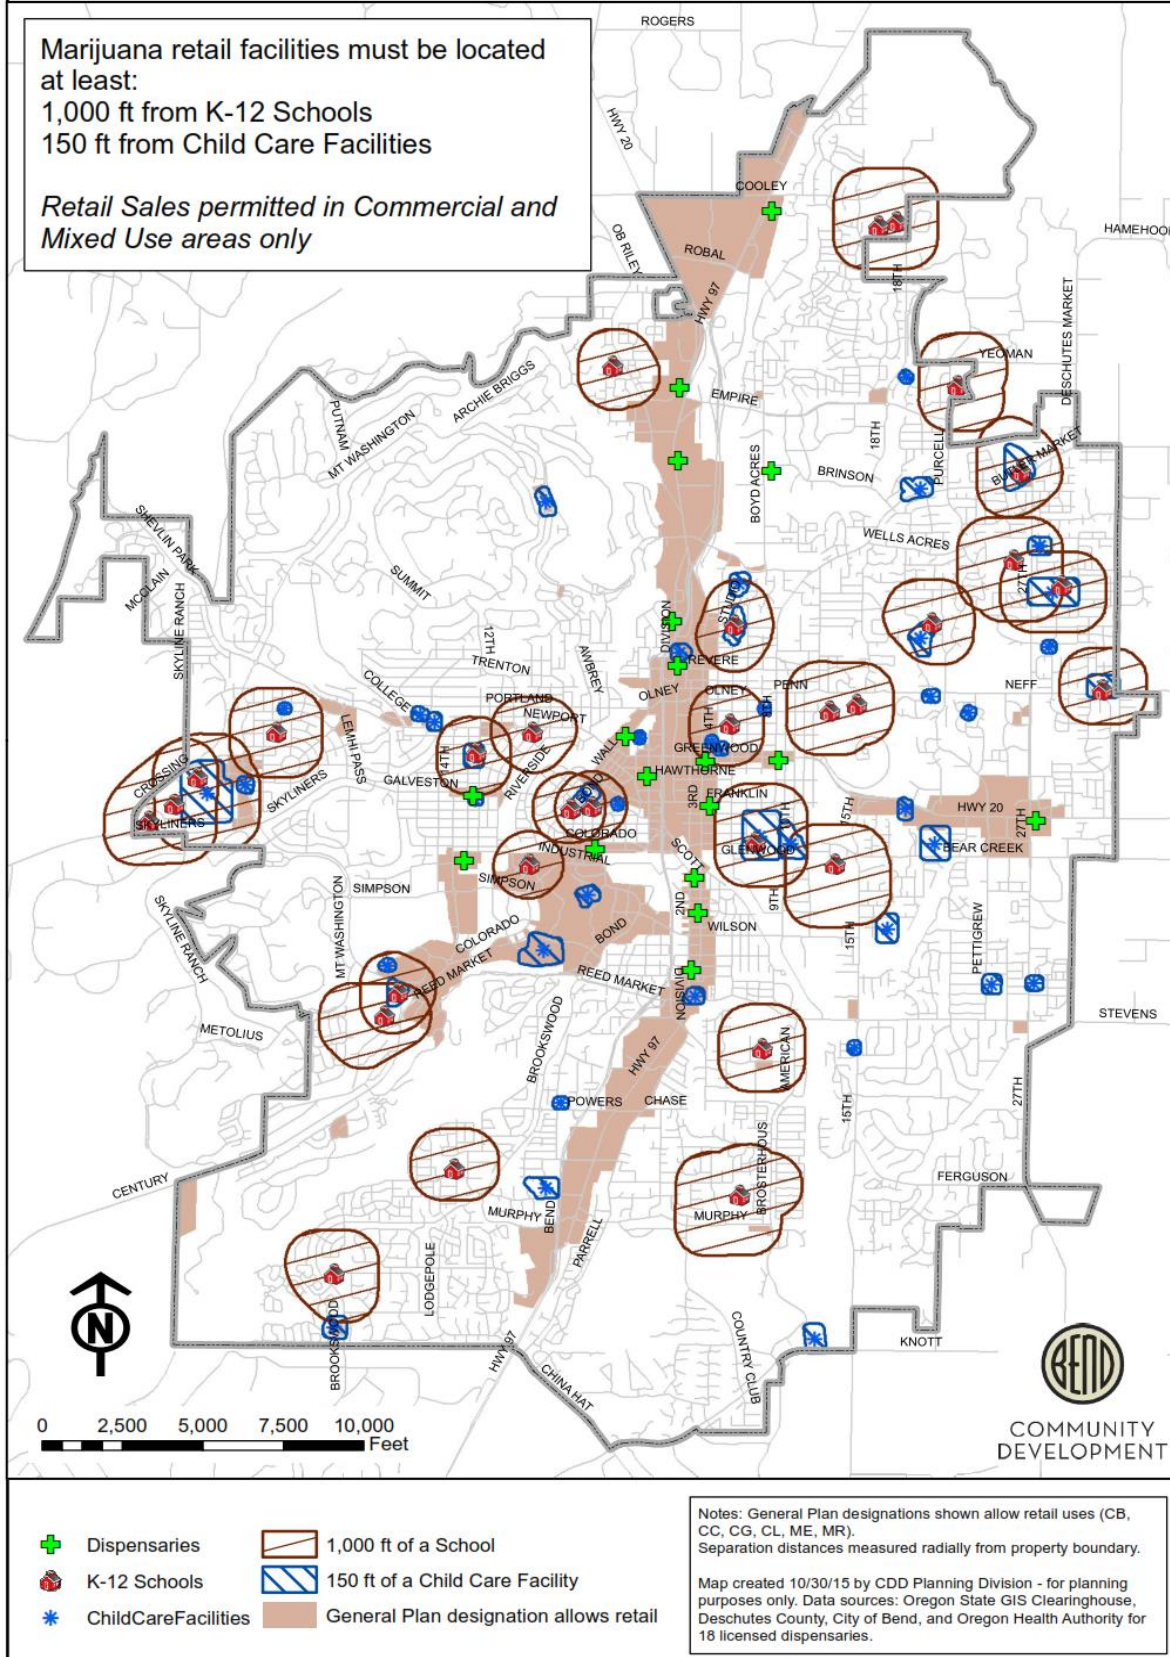 Marijuana retail facilities must be located
at least:
1,000 ft from K-12 Schools
150 ft from Child Care Facilities
Retail Sales permitted in Commercial and
Mixed Use areas only
ROGERS
HWY 20
COOLEY
OB RILEY
ROBAL
HAMEHOOK
18TH
HWY 97
DESCHUTES MARKET
YEOMAN
ARCHIE BRIGGS
EMPIRE
PUTNAM
MT WASHINGTON
18TH
PURCELL
BUTLER MARKET
BOYD ACRES
BRINSON
SHEVLIN PARK
WELLS ACRES
MCCLAIN
SUMMIT
SKYLINE RANCH
27TH
STUDIO
DIVISION
12TH
TRENTON
AWBREY
REVERE
COLLEGE
PORTLAND
OLNEY
OLNEY
PENN
NEFF
NEWPORT
4TH
8TH
LEMHI PASS
14TH
WALL
GREENWOOD
CROSSING
SKYLINERS
GALVESTON
RIVERSIDE
BOND
HAWTHORNE
3RD
FRANKLIN
10TH
15TH
HWY 20
27TH
SKYLINERS
COLORADO
GLENWOOD
BEAR CREEK
INDUSTRIAL
SCOTT
SIMPSON
SIMPSON
2ND
9TH
MT WASHINGTON
SKYLINE RANCH
COLORADO
BOND
WILSON
15TH
PETTIGREW
REED MARKET
REED MARKET
DIVISION
METOLIUS
STEVENS
BROOKSWOOD
HWY 97
AMERICAN
POWERS
CHASE
15TH
27TH
CENTURY
BROSTERHOUS
FERGUSON
MURPHY
BEND
MURPHY
PARRELL
LODGEPOLE
BROOKSWOOD
HWY 97
COUNTRY CLUB
KNOTT
CHINA HAT
N
BEND
COMMUNITY
DEVELOPMENT
0 2,500 5,000 7,500 10,000
Feet
Dispensaries
K-12 Schools
ChildCareFacilities
1,000 ft of a School
150 ft of a Child Care Facility
General Plan designation allows retail
Notes: General Plan designations shown allow retail uses (CB,
CC, CG, CL, ME, MR).
Separation distances measured radially from property boundary.
Map created 10/30/15 by CDD Planning Division - for planning
purposes only. Data sources: Oregon State GIS Clearinghouse,
Deschutes County, City of Bend, and Oregon Health Authority for
18 licensed dispensaries.